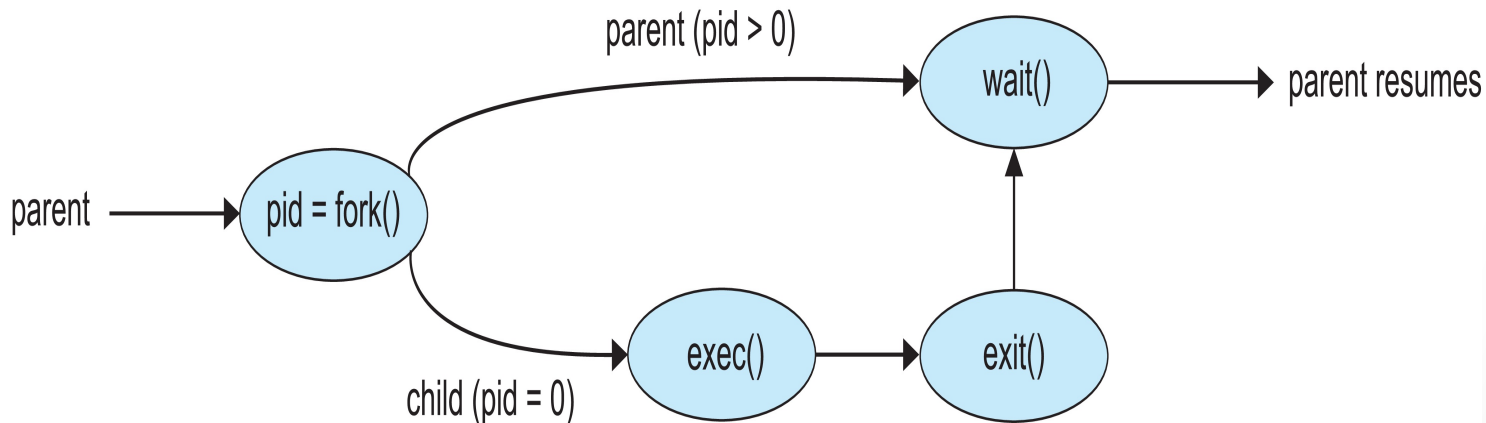 parent (pid > 0)
wait()
parent resumes
parent
pid = fork()
exec()
exit()
child (pid = 0)